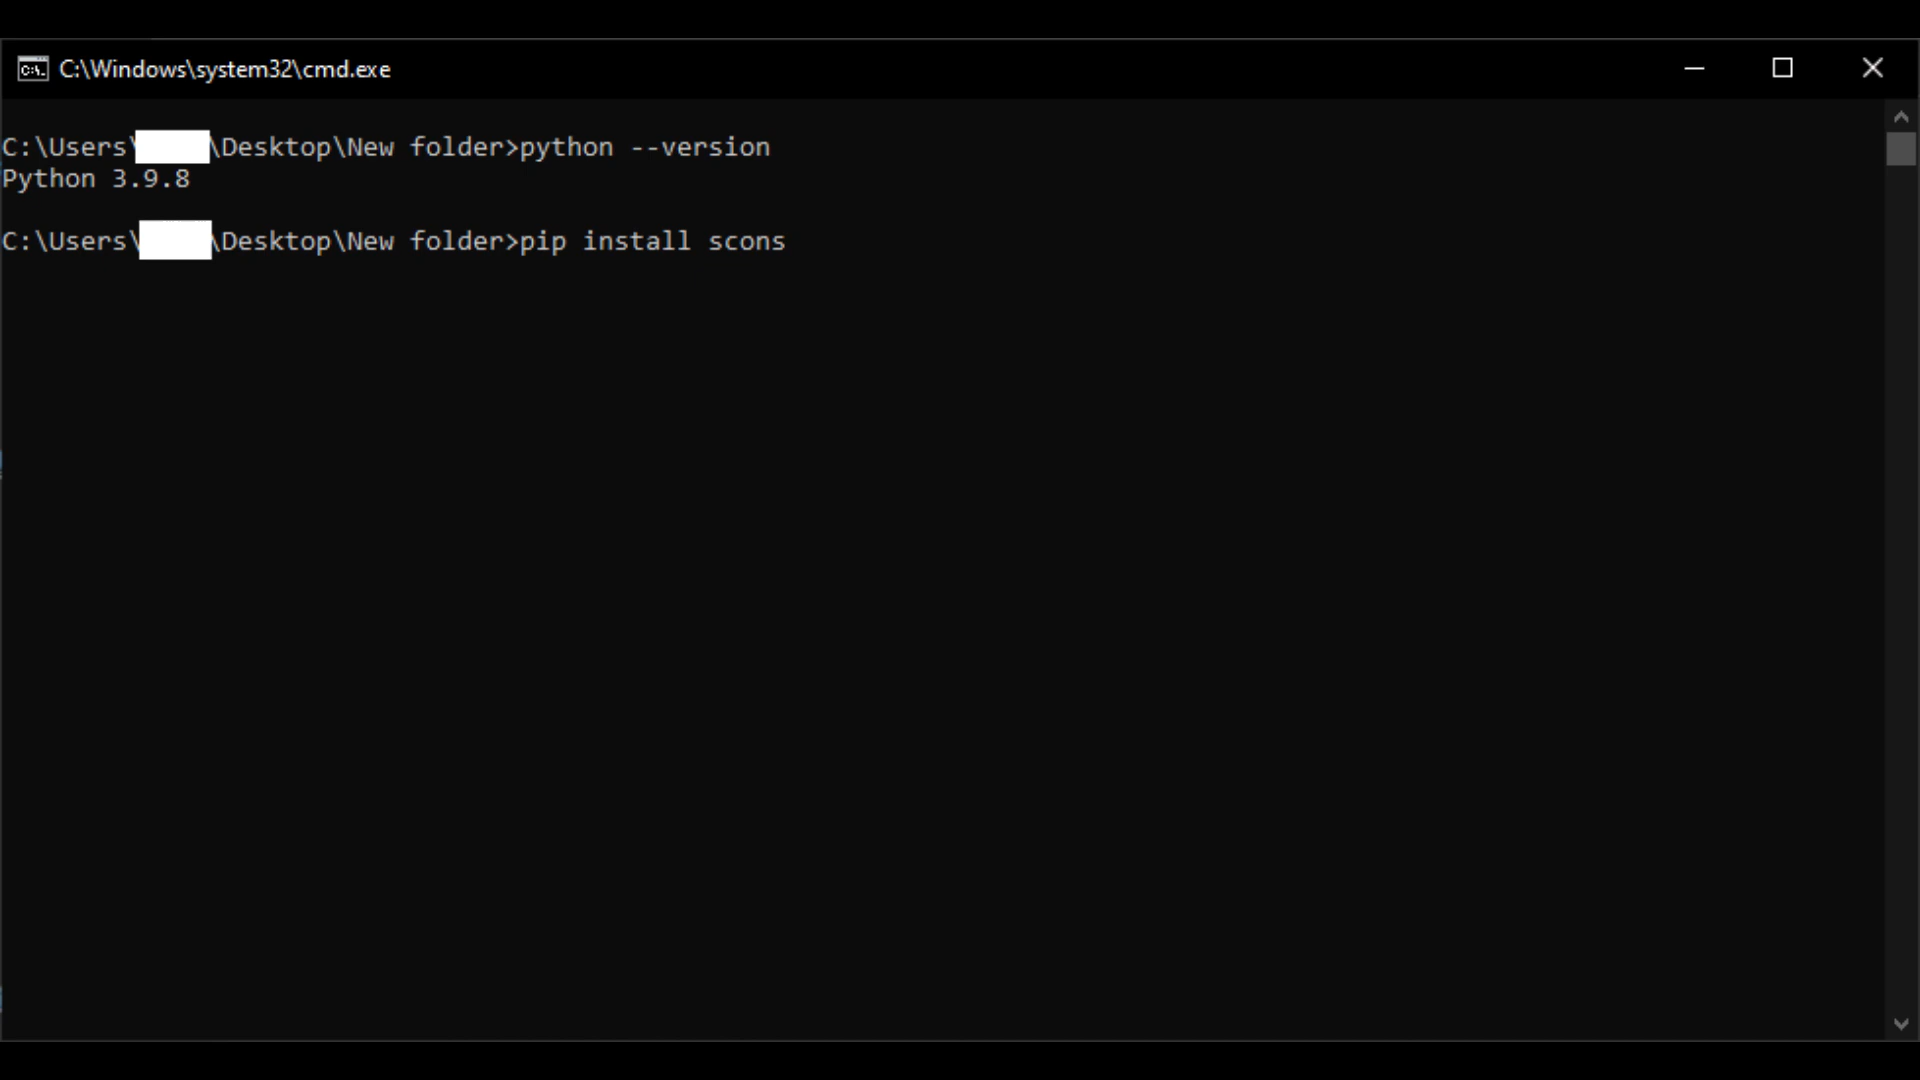 C:\Windows\system32\cmd.exe
C:\Users\ \Desktop\New folder>python --version
Python 3.9.8
C:\Users\ \Desktop\New folder>pip install scons